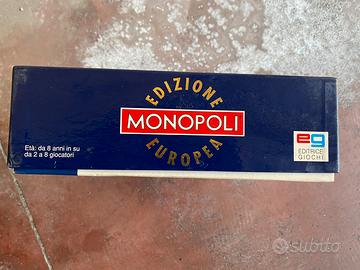 EDIZIONE
MONOPOLI
EUROPEA
Età: da 8 anni in su
da 2 a 8 giocatori
eg
EDITRICE
GIOCHI
subito